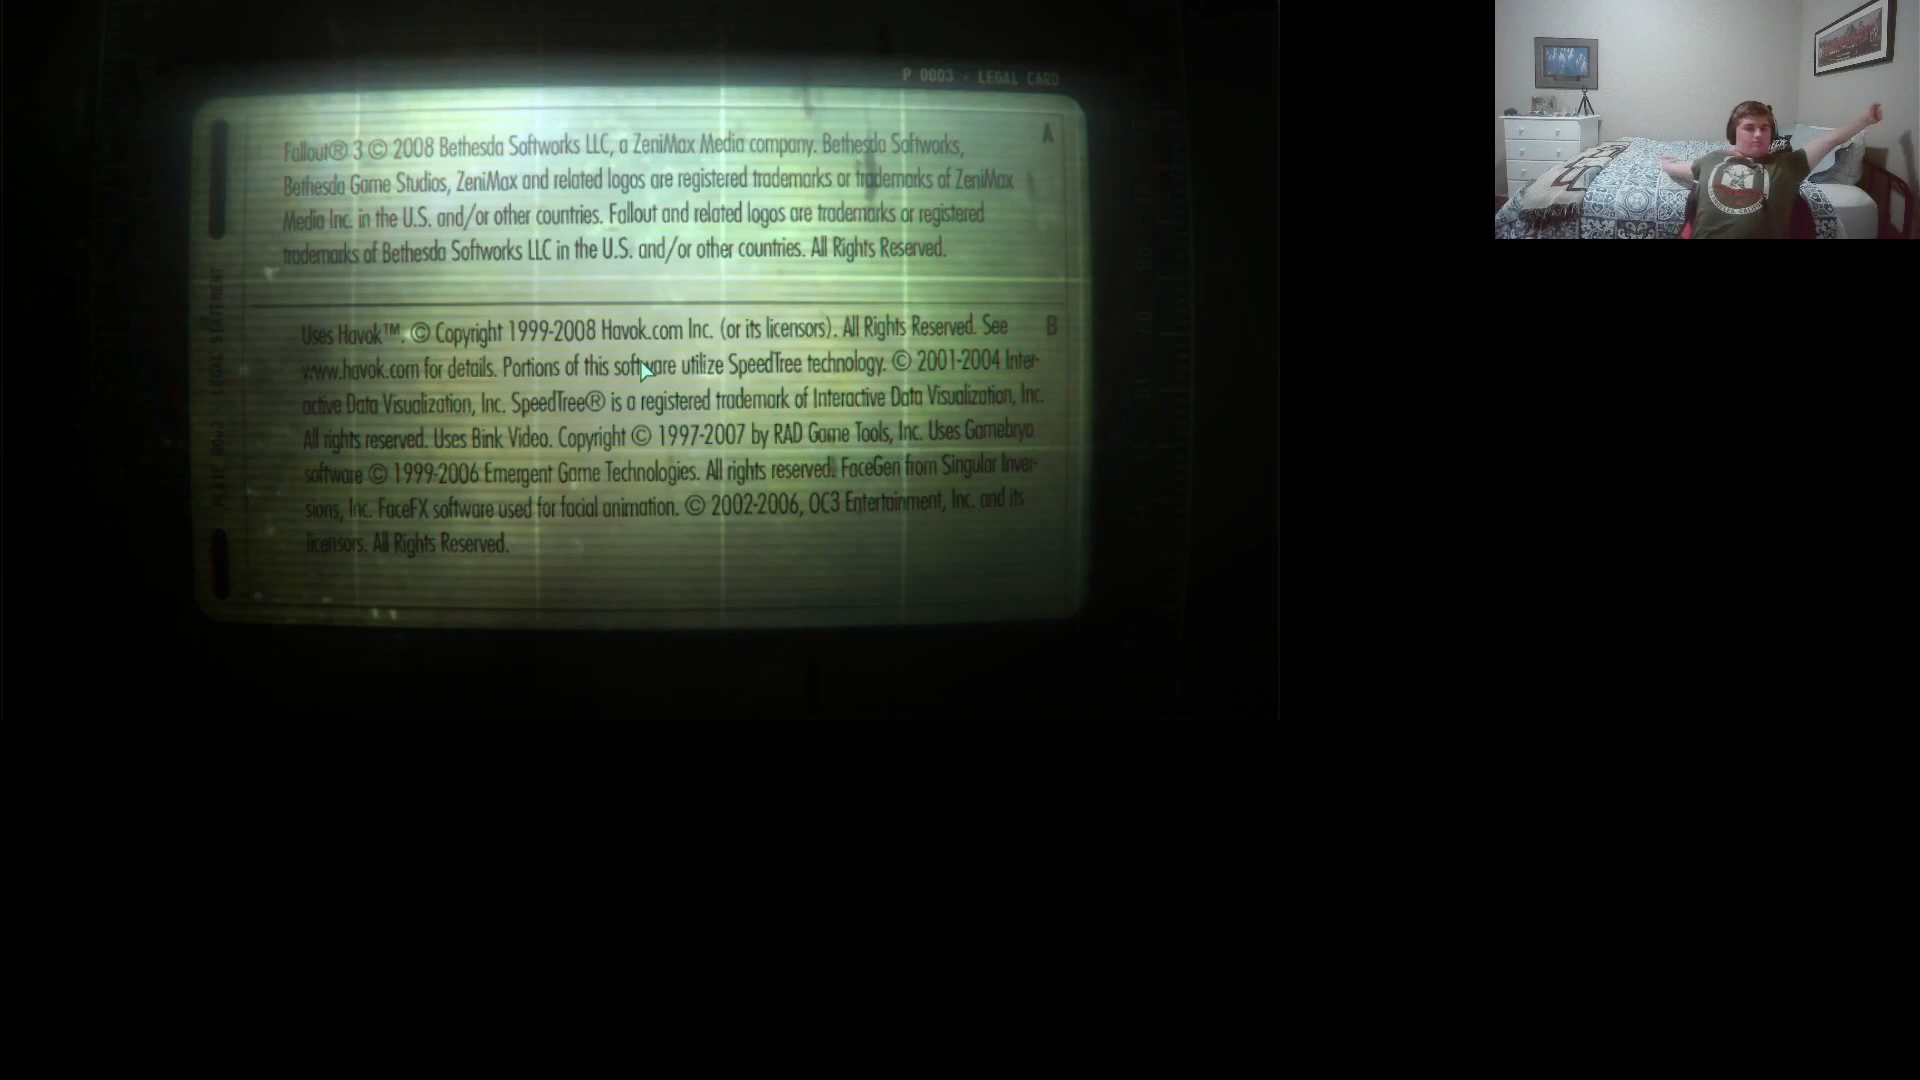 P 0003 - LEGAL CARD
A
Fallout® 3 © 2008 Bethesda Softworks LLC, a ZeniMax Media company. Bethesda Softworks,
Bethesda Game Studios, ZeniMax and related logos are registered trademarks or trademarks of ZeniMax
Media Inc. in the U.S. and/or other countries. Fallout and related logos are trademarks or registered
trademarks of Bethesda Softworks LLC in the U.S. and/or other countries. All Rights Reserved.
B
Uses Havok™. © Copyright 1999-2008 Havok.com Inc. (or its licensors). All Rights Reserved. See
www.havok.com for details. Portions of this software utilize SpeedTree technology. © 2001-2004 Inter-
active Data Visualization, Inc. SpeedTree® is a registered trademark of Interactive Data Visualization, Inc.
All rights reserved. Uses Bink Video. Copyright © 1997-2007 by RAD Game Tools, Inc. Uses Gamebryo
software © 1999-2006 Emergent Game Technologies. All rights reserved. FaceGen from Singular Inver-
sions, Inc. FaceFX software used for facial animation. © 2002-2006, OC3 Entertainment, Inc. and its
licensors. All Rights Reserved.
LEGAL STATEMENT